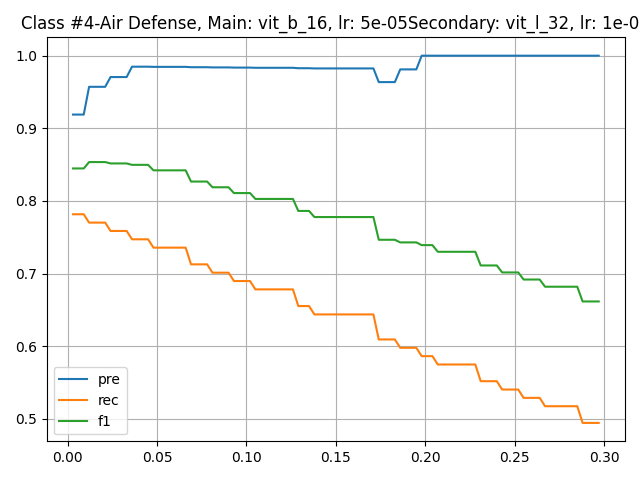 Class #4-Air Defense, Main: vit_b_16, lr: 5e-05Secondary: vit_l_32, lr: 1e-0
1.0
0.9
0.8
0.7
0.6
0.5
pre
rec
f1
0.00 0.05 0.10 0.15 0.20 0.25 0.30